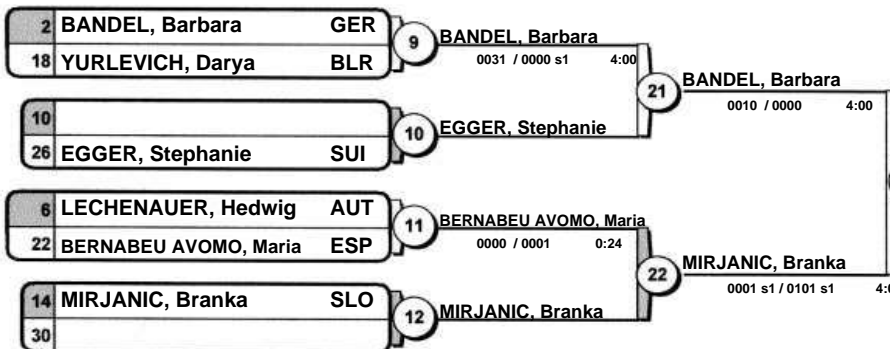 2 BANDEL, Barbara GER
18 YURLEVICH, Darya BLR
9
BANDEL, Barbara
0031 / 0000 s1 4:00
10
26 EGGER, Stephanie SUI
10
EGGER, Stephanie
21
BANDEL, Barbara
0010 / 0000 4:00
6 LECHENAUER, Hedwig AUT
22 BERNABEU AVOMO, Maria ESP
11
BERNABEU AVOMO, Maria
0000 / 0001 0:24
14 MIRJANIC, Branka SLO
30
12
MIRJANIC, Branka
22
MIRJANIC, Branka
0001 s1 / 0101 s1